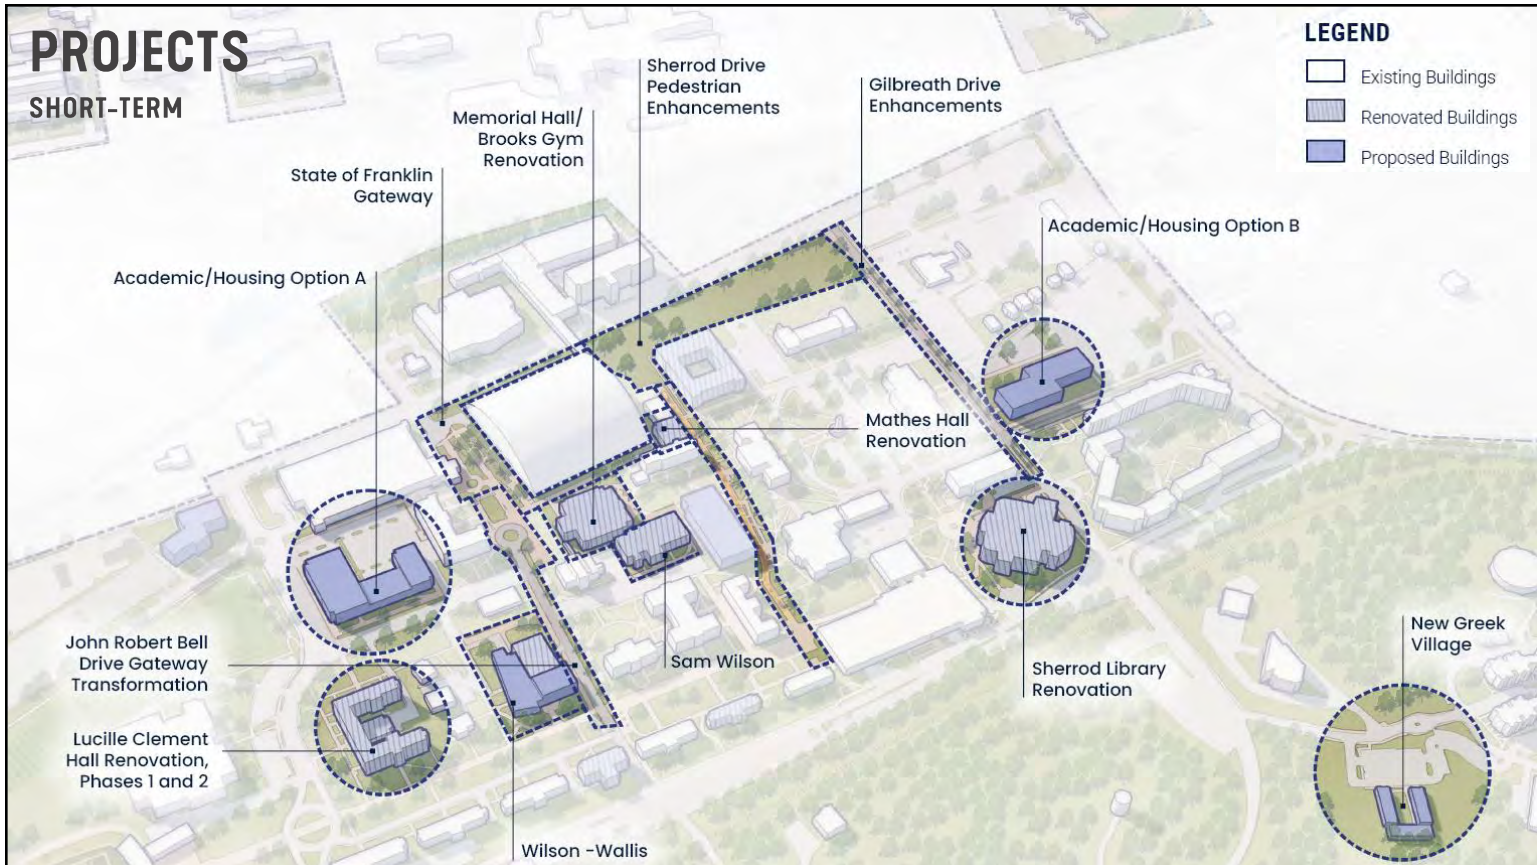 PROJECTS
SHORT-TERM
LEGEND
Existing Buildings
Renovated Buildings
Proposed Buildings
Sherrod Drive
Pedestrian
Enhancements
Gilbreath Drive
Enhancements
Memorial Hall/
Brooks Gym
Renovation
State of Franklin
Gateway
Academic/Housing Option B
Academic/Housing Option A
Mathes Hall
Renovation
John Robert Bell
Drive Gateway
Transformation
Sam Wilson
Sherrod Library
Renovation
New Greek
Village
Lucille Clement
Hall Renovation,
Phases 1 and 2
Wilson -Wallis